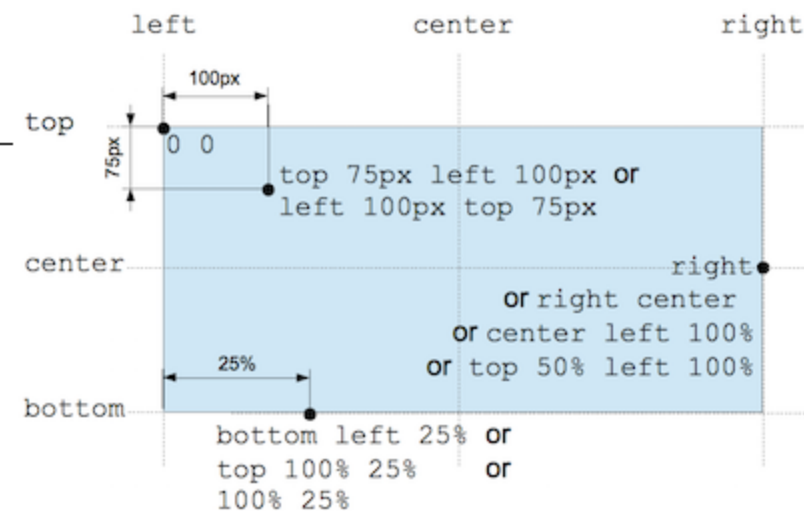 left center right
100px
top
0 0
75px
top 75px left 100px or
left 100px top 75px
center
right
or right center
or center left 100%
or top 50% left 100%
25%
bottom
bottom left 25% or
top 100% 25% or
100% 25%